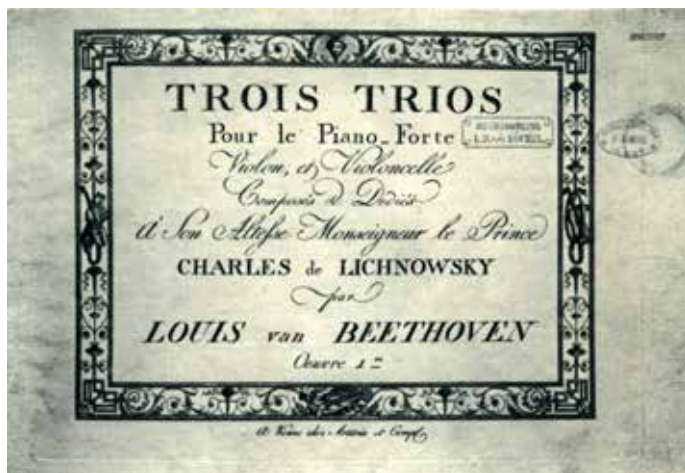 TROIS TRIOS
Pour le Piano-Forte
Violon, et Violoncelle
Composés & Dediés
à Son Altesse Monseigneur le Prince
CHARLES de LICHNOWSKY
par
LOUIS van BEETHOVEN
Oeuvre 1
A Vienne chez Artaria et Comp.